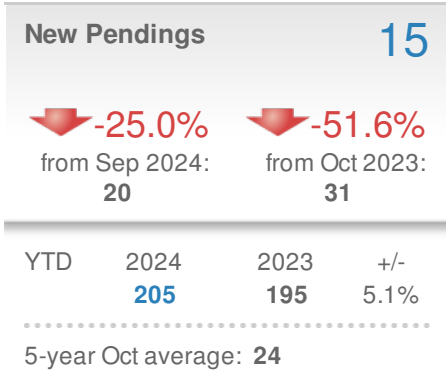 New Pendings 15
-25.0% -51.6%
from Sep 2024: from Oct 2023:
20 31
YTD 2024 2023 +/-
205 195 5.1%
5-year Oct average: 24